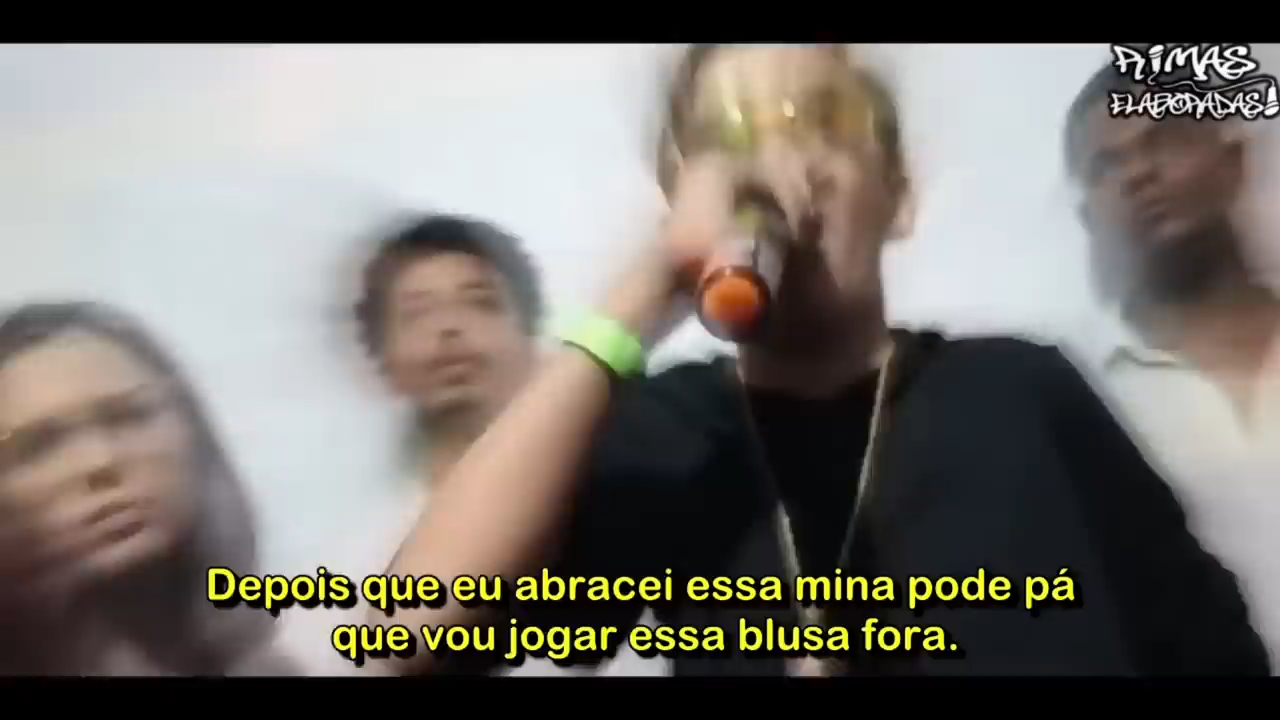 RIMAS
ELABORADAS!
Depois que eu abracei essa mina pode pá
que vou jogar essa blusa fora.